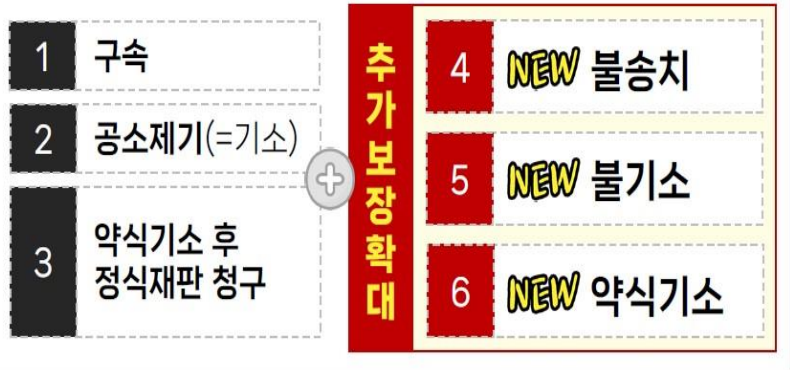 1 구속
2 공소제기(=기소)
3 약식기소 후
정식재판 청구
+
추가보장확대
4 NEW 불송치
5 NEW 불기소
6 NEW 약식기소